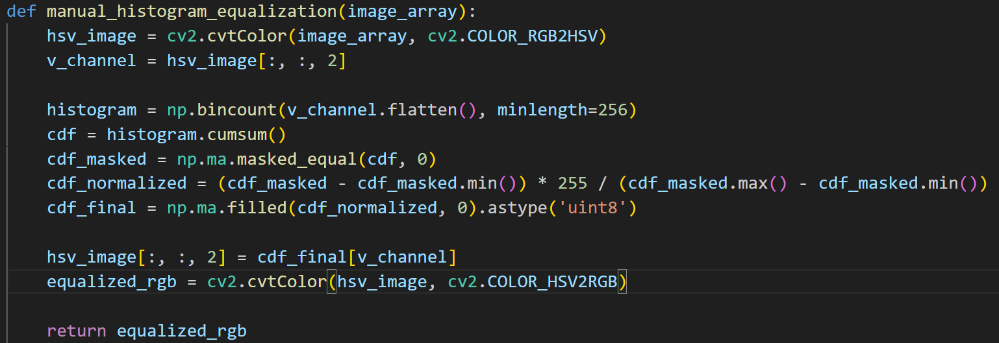 def manual_histogram_equalization(image_array):
    hsv_image = cv2.cvtColor(image_array, cv2.COLOR_RGB2HSV)
    v_channel = hsv_image[:, :, 2]

    histogram = np.bincount(v_channel.flatten(), minlength=256)
    cdf = histogram.cumsum()
    cdf_masked = np.ma.masked_equal(cdf, 0)
    cdf_normalized = (cdf_masked - cdf_masked.min()) * 255 / (cdf_masked.max() - cdf_masked.min())
    cdf_final = np.ma.filled(cdf_normalized, 0).astype('uint8')

    hsv_image[:, :, 2] = cdf_final[v_channel]
    equalized_rgb = cv2.cvtColor(hsv_image, cv2.COLOR_HSV2RGB)

    return equalized_rgb